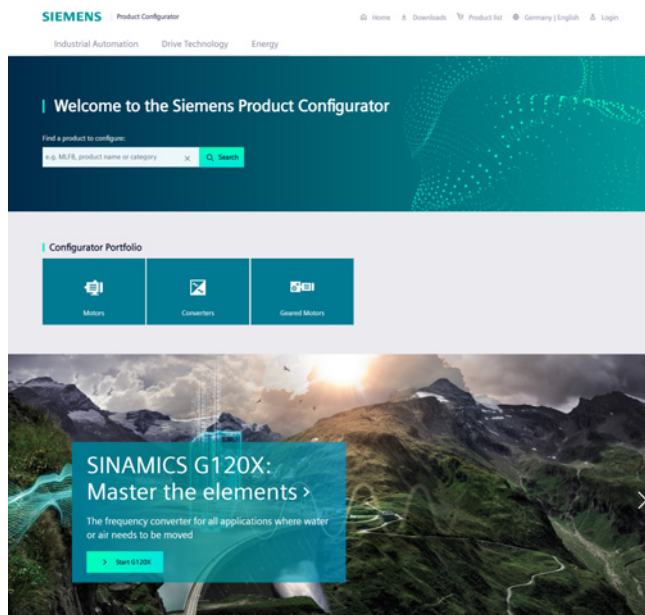 SIEMENS
Product Configurator
Home
Downloads
Product list
Germany | English
Login
Industrial Automation
Drive Technology
Energy
Welcome to the Siemens Product Configurator
Find a product to configure:
e.g. MLFB, product name or category
Search
Configurator Portfolio
Motors
Converters
Geared Motors
SINAMICS G120X:
Master the elements >
The frequency converter for all applications where water
or air needs to be moved
Start G120X